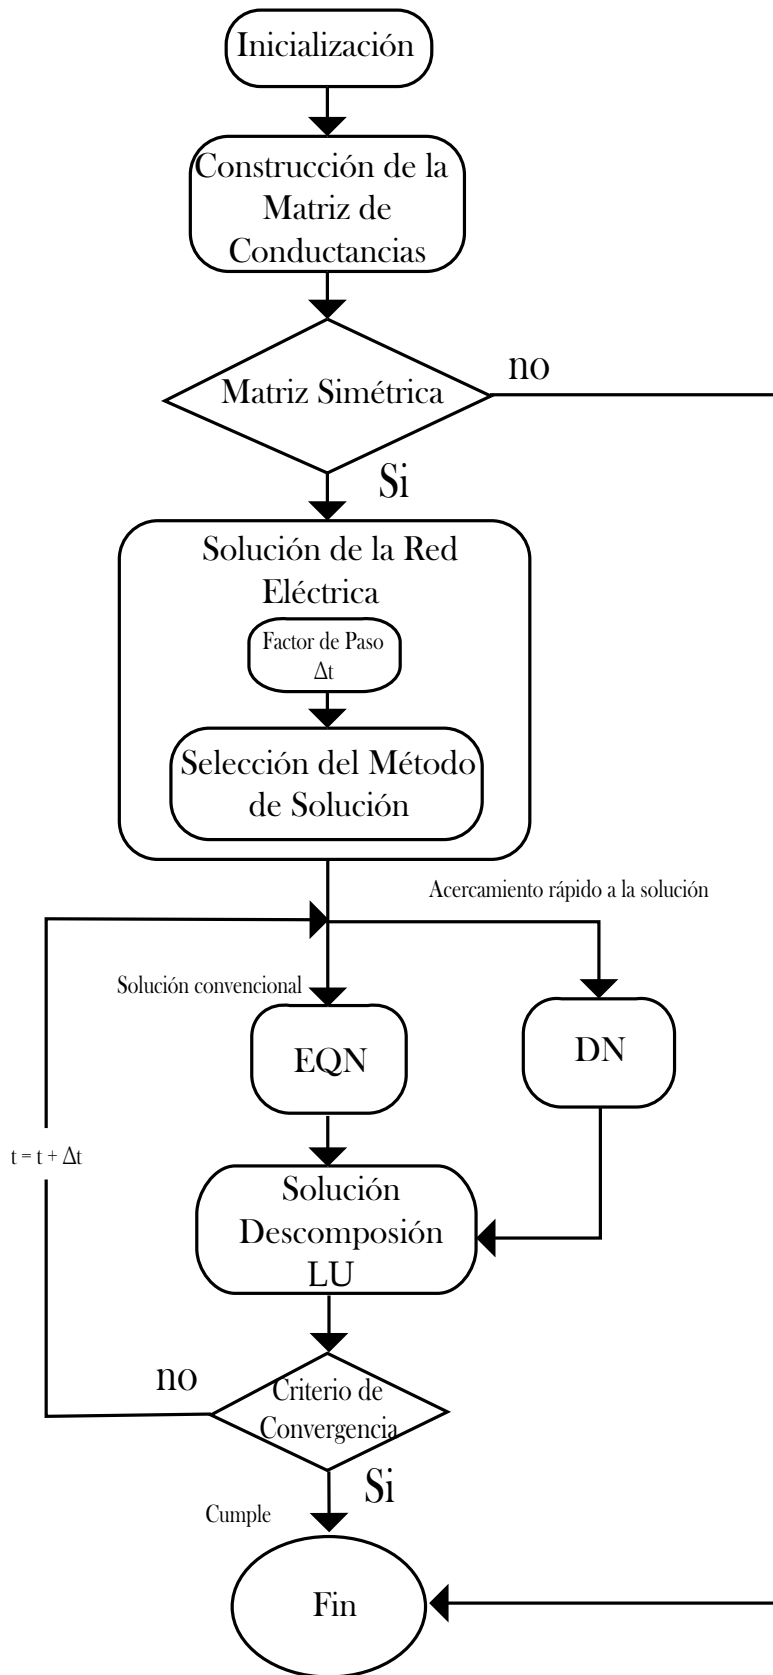 Inicialización
Construcción de la
Matriz de
Conductancias
Matriz Simétrica
no
Si
Solución de la Red
Eléctrica
Factor de Paso
Δt
Selección del Método
de Solución
Acercamiento rápido a la solución
Solución convencional
EQN
DN
t = t + Δt
Solución
Descomposión
LU
no
Criterio de
Convergencia
Si
Cumple
Fin